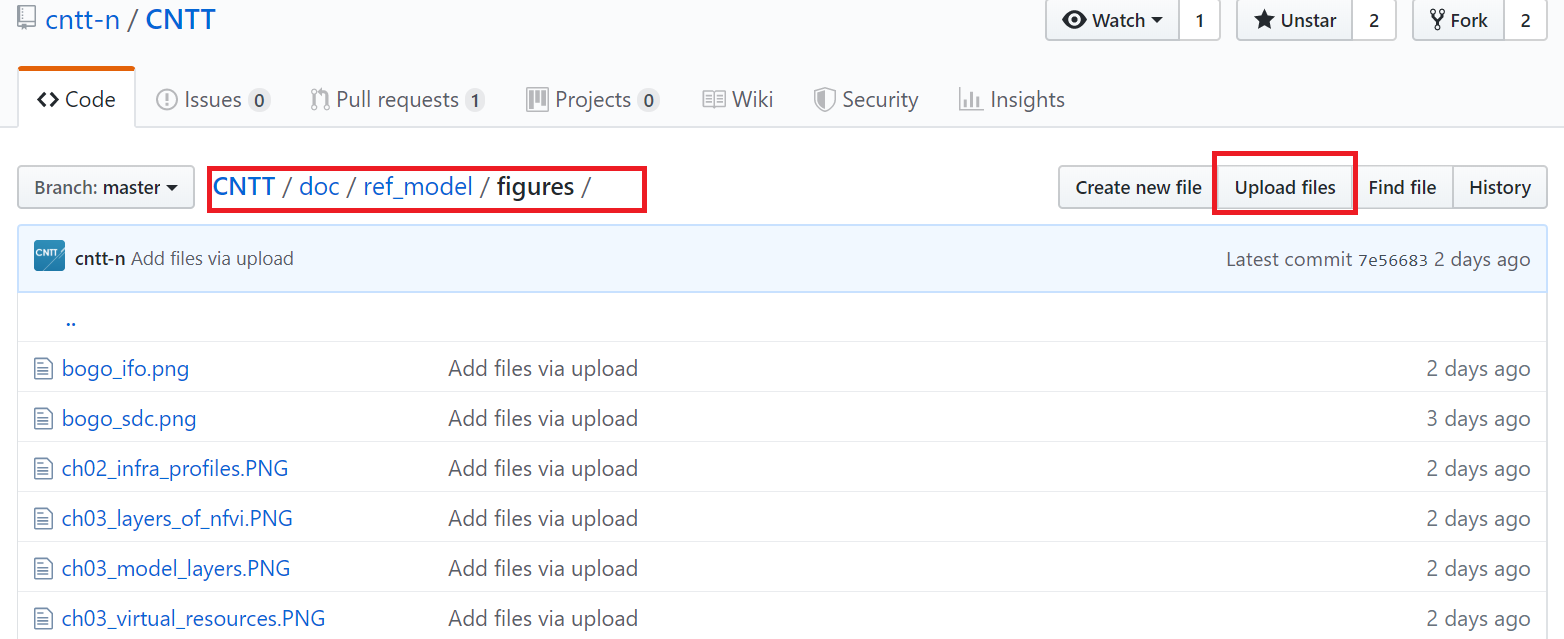 cntt-n / CNTT Watch 1 Unstar 2 Fork 2
Code Issues 0 Pull requests 1 Projects 0 Wiki Security Insights
Branch: master CNTT / doc / ref_model / figures / Create new file Upload files Find file History
CNTT cntt-n Add files via upload Latest commit 7e56683 2 days ago
..
bogo_ifo.png Add files via upload 2 days ago
bogo_sdc.png Add files via upload 3 days ago
ch02_infra_profiles.PNG Add files via upload 2 days ago
ch03_layers_of_nfvi.PNG Add files via upload 2 days ago
ch03_model_layers.PNG Add files via upload 2 days ago
ch03_virtual_resources.PNG Add files via upload 2 days ago